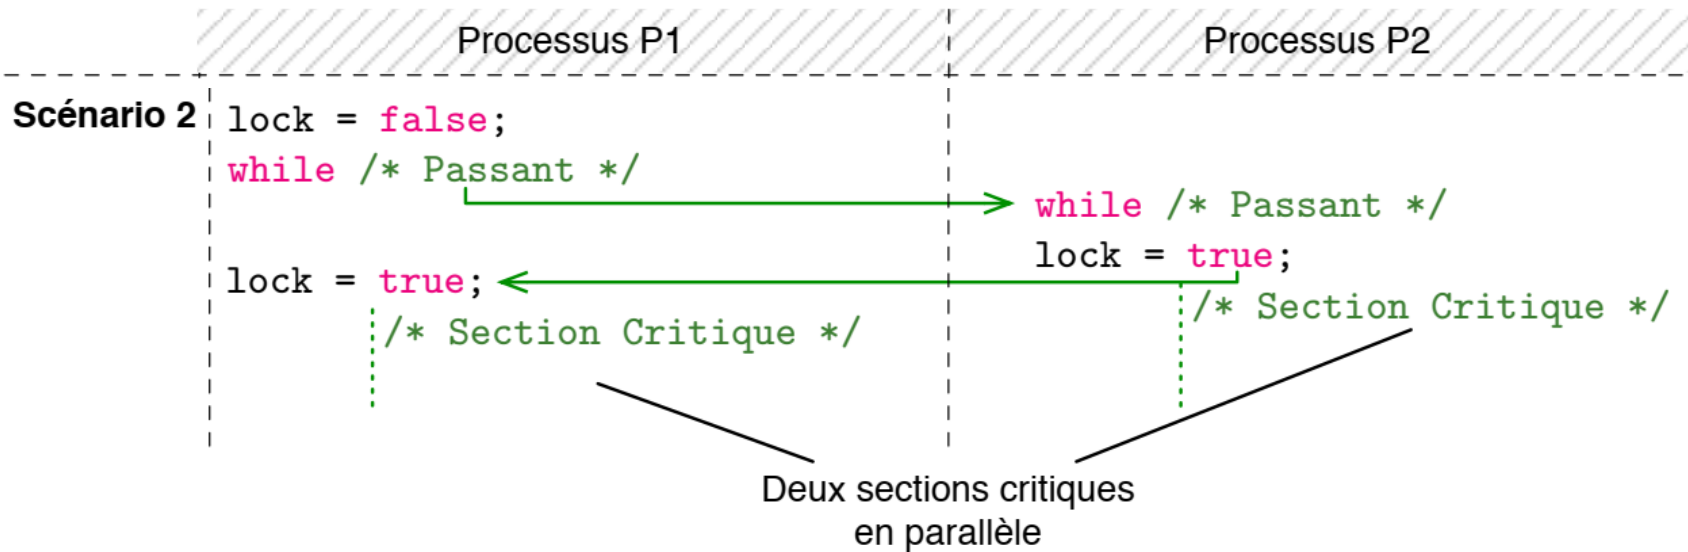 Processus P1
Processus P2
Scénario 2
lock = false;
while /* Passant */
while /* Passant */
lock = true;
lock = true;
/* Section Critique */
/* Section Critique */
Deux sections critiques
en parallèle